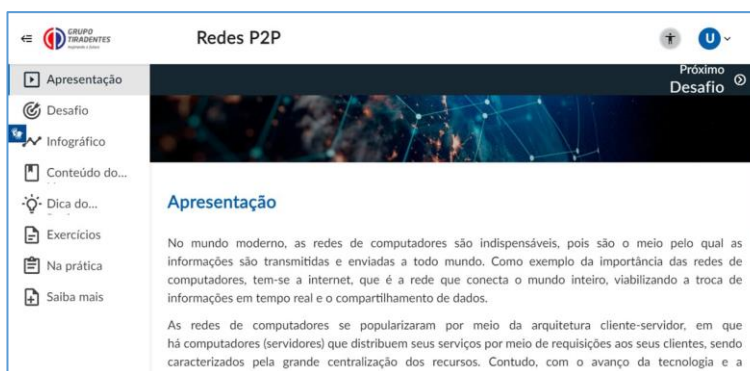 GRUPO
TIRADENTES
Redes P2P
U
Apresentação
Desafio
Infográfico
Conteúdo do...
Dica do...
Exercícios
Na prática
Saiba mais
Próximo
Desafio
Apresentação
No mundo moderno, as redes de computadores são indispensáveis, pois são o meio pelo qual as
informações são transmitidas e enviadas a todo mundo. Como exemplo da importância das redes de
computadores, tem-se a internet, que é a rede que conecta o mundo inteiro, viabilizando a troca de
informações em tempo real e o compartilhamento de dados.
As redes de computadores se popularizaram por meio da arquitetura cliente-servidor, em que
há computadores (servidores) que distribuem seus serviços por meio de requisições aos seus clientes, sendo
caracterizados pela grande centralização dos recursos. Contudo, com o avanço da tecnologia e a